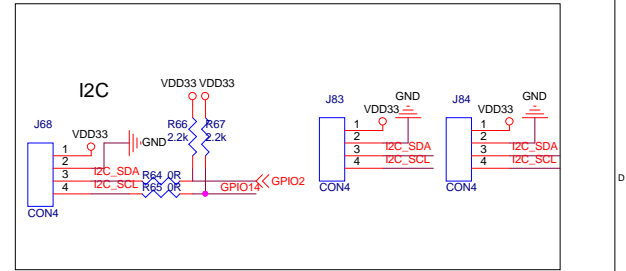 I2C
J68
VDD33
1
2
3
4
GND
I2C_SDA
I2C_SCL
CON4
VDD33 VDD33
R66
2.2k
R67
2.2k
R64 0R
R65 0R
GPIO14
GPIO2
J83
VDD33
GND
1
2
3
4
I2C_SDA
I2C_SCL
CON4
J84
VDD33
GND
1
2
3
4
I2C_SDA
I2C_SCL
CON4
D